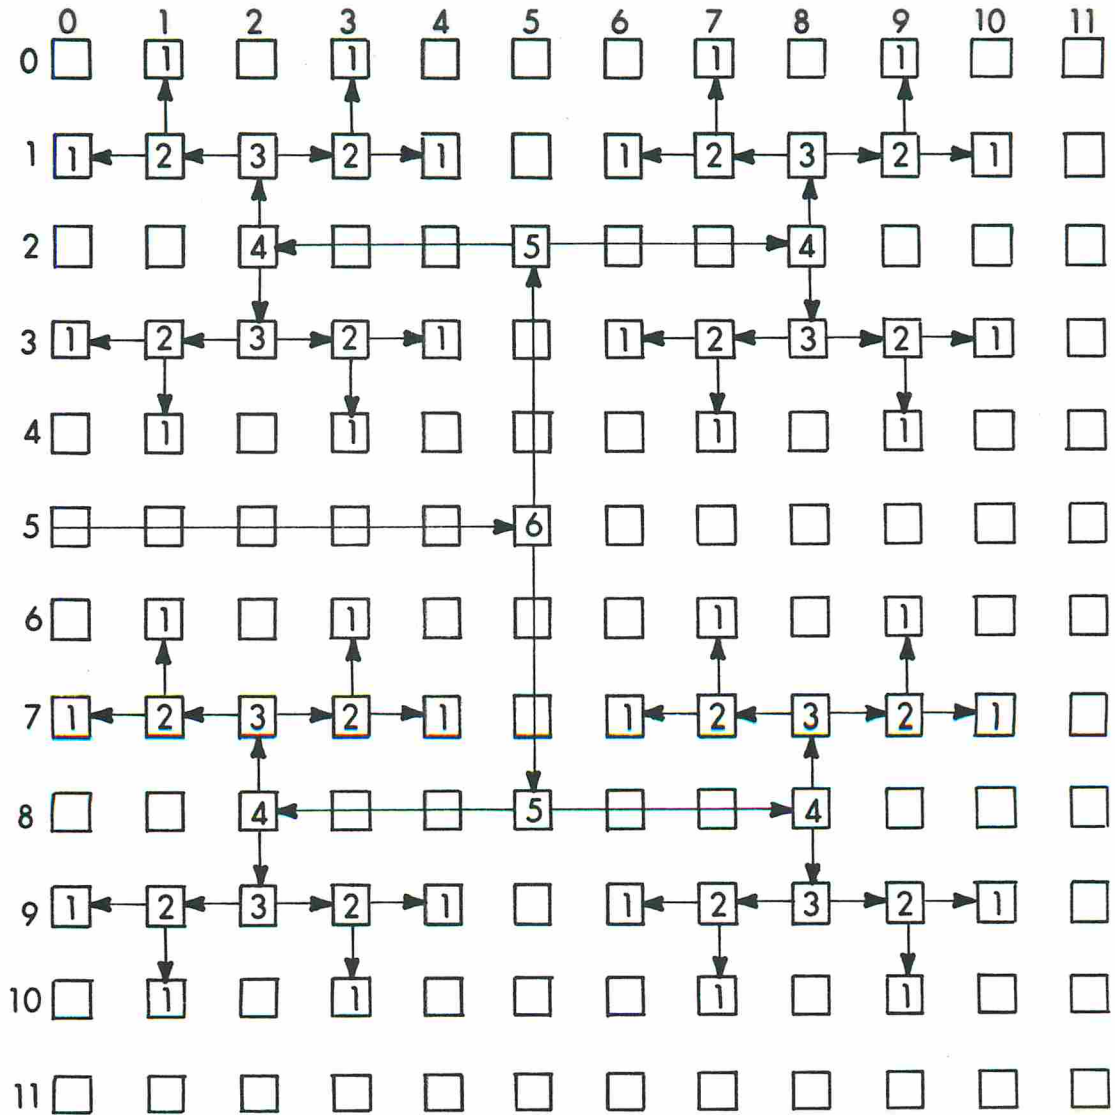 0 1 2 3 4 5 6 7 8 9 10 11
0 1 1 1 1
1 1 2 3 2 1 1 2 3 2 1
2 4 5 4
3 1 2 3 2 1 1 2 3 2 1
4 1 1 1 1
5 6
6 1 1 1 1
7 1 2 3 2 1 1 2 3 2 1
8 4 5 4
9 1 2 3 2 1 1 2 3 2 1
10 1 1 1 1
11